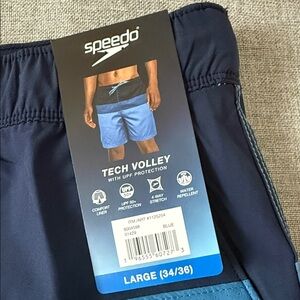 speedo
TECH VOLLEY
WITH UPF PROTECTION
COMFORT LINER
UPF 50+ PROTECTION
4 WAY STRETCH
WATER REPELLENT
BLUE
LARGE (34/36)